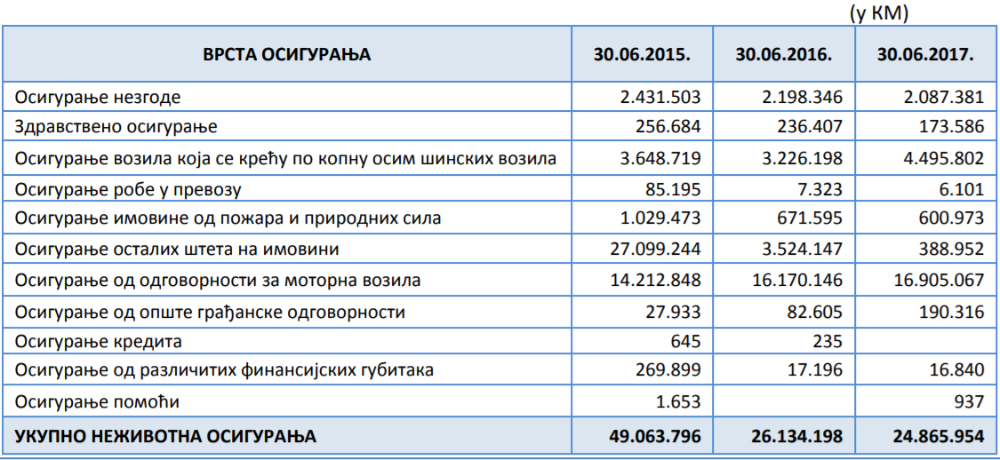 (у КМ)
ВРСТА ОСИГУРАЊА 30.06.2015. 30.06.2016. 30.06.2017.
Осигурање незгоде 2.431.503 2.198.346 2.087.381
Здравствено осигурање 256.684 236.407 173.586
Осигурање возила која се крећу по копну осим шинских возила 3.648.719 3.226.198 4.495.802
Осигурање робе у превозу 85.195 7.323 6.101
Осигурање имовине од пожара и природних сила 1.029.473 671.595 600.973
Осигурање осталих штета на имовини 27.099.244 3.524.147 388.952
Осигурање од одговорности за моторна возила 14.212.848 16.170.146 16.905.067
Осигурање од опште грађанске одговорности 27.933 82.605 190.316
Осигурање кредита 645 235
Осигурање од различитих финансијских губитака 269.899 17.196 16.840
Осигурање помоћи 1.653 937
УКУПНО НЕЖИВОТНА ОСИГУРАЊА 49.063.796 26.134.198 24.865.954